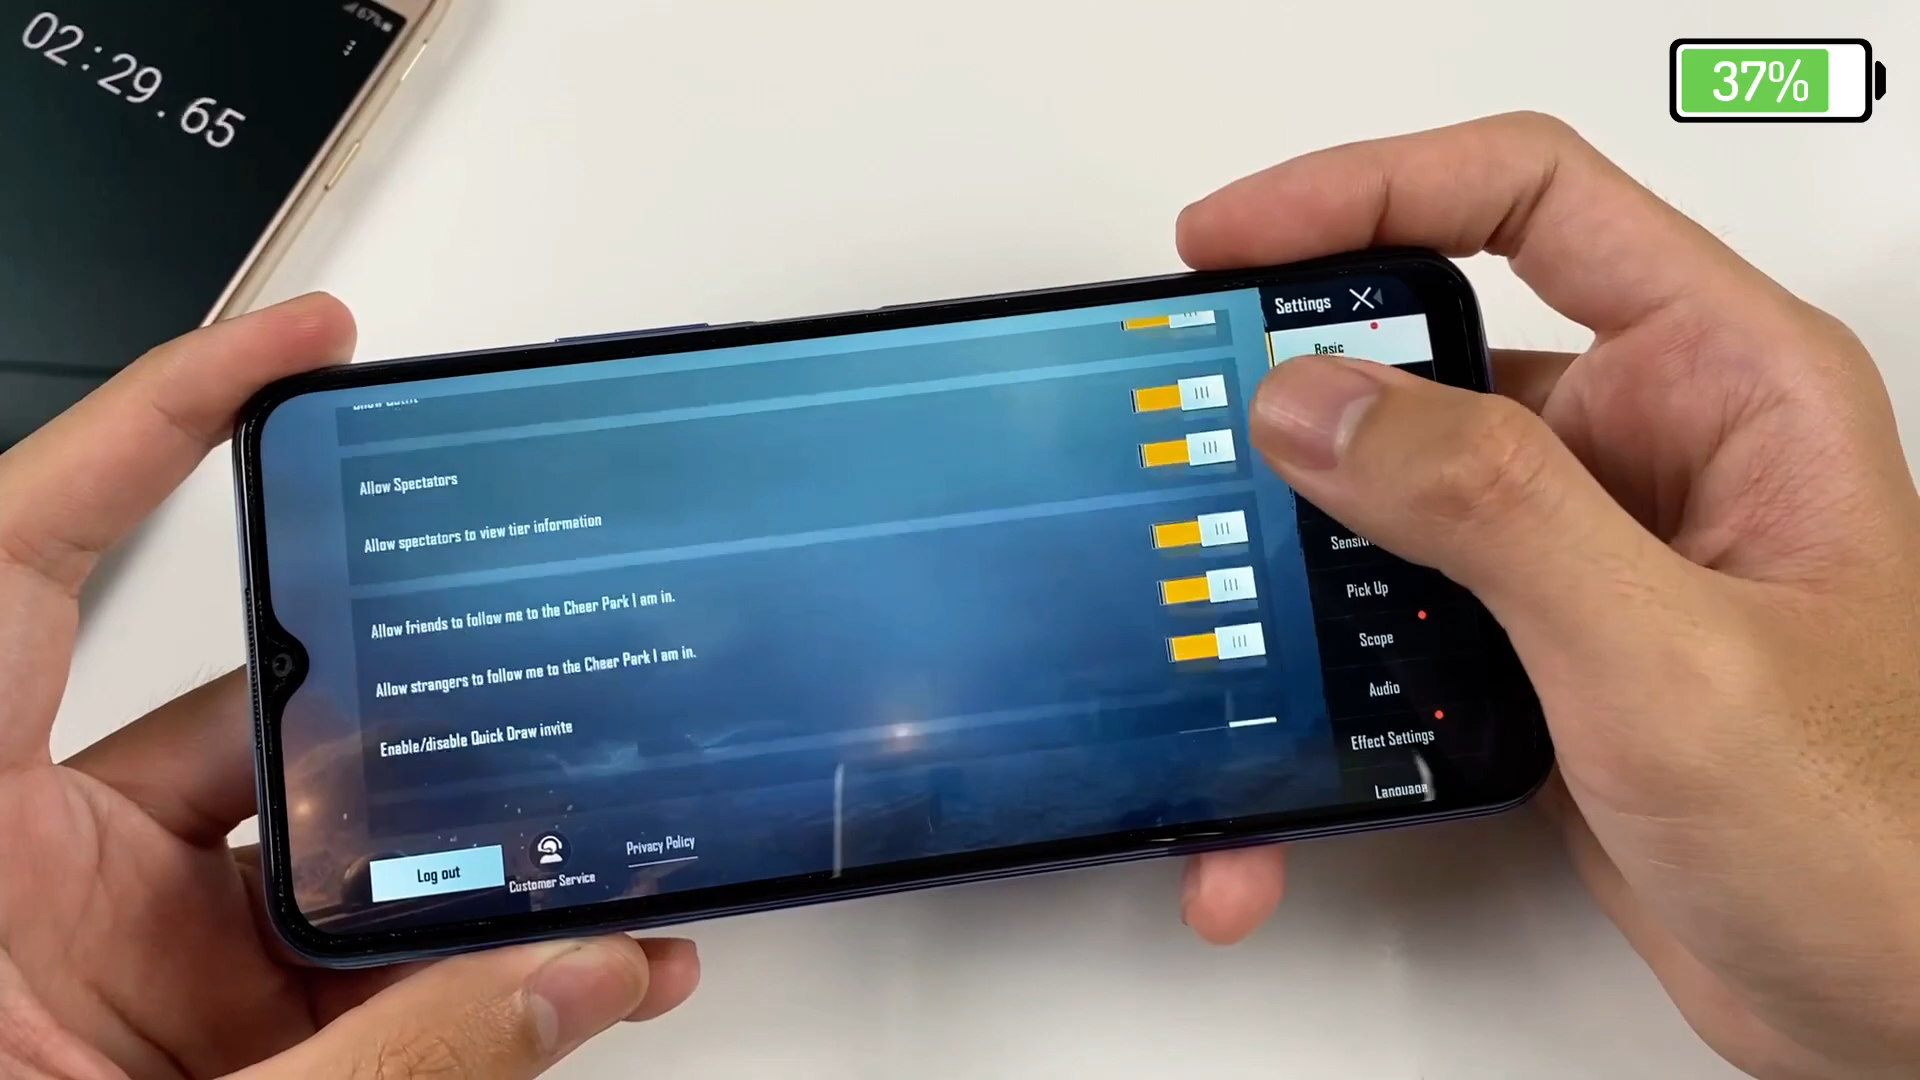 02:29.65
67%
37%
Settings
Basic
Allow Spectators
Allow spectators to view tier information
Allow friends to follow me to the Cheer Park I am in.
Allow strangers to follow me to the Cheer Park I am in.
Enable/disable Quick Draw invite
Pick Up
Scope
Audio
Effect Settings
Language
Log out
Customer Service
Privacy Policy